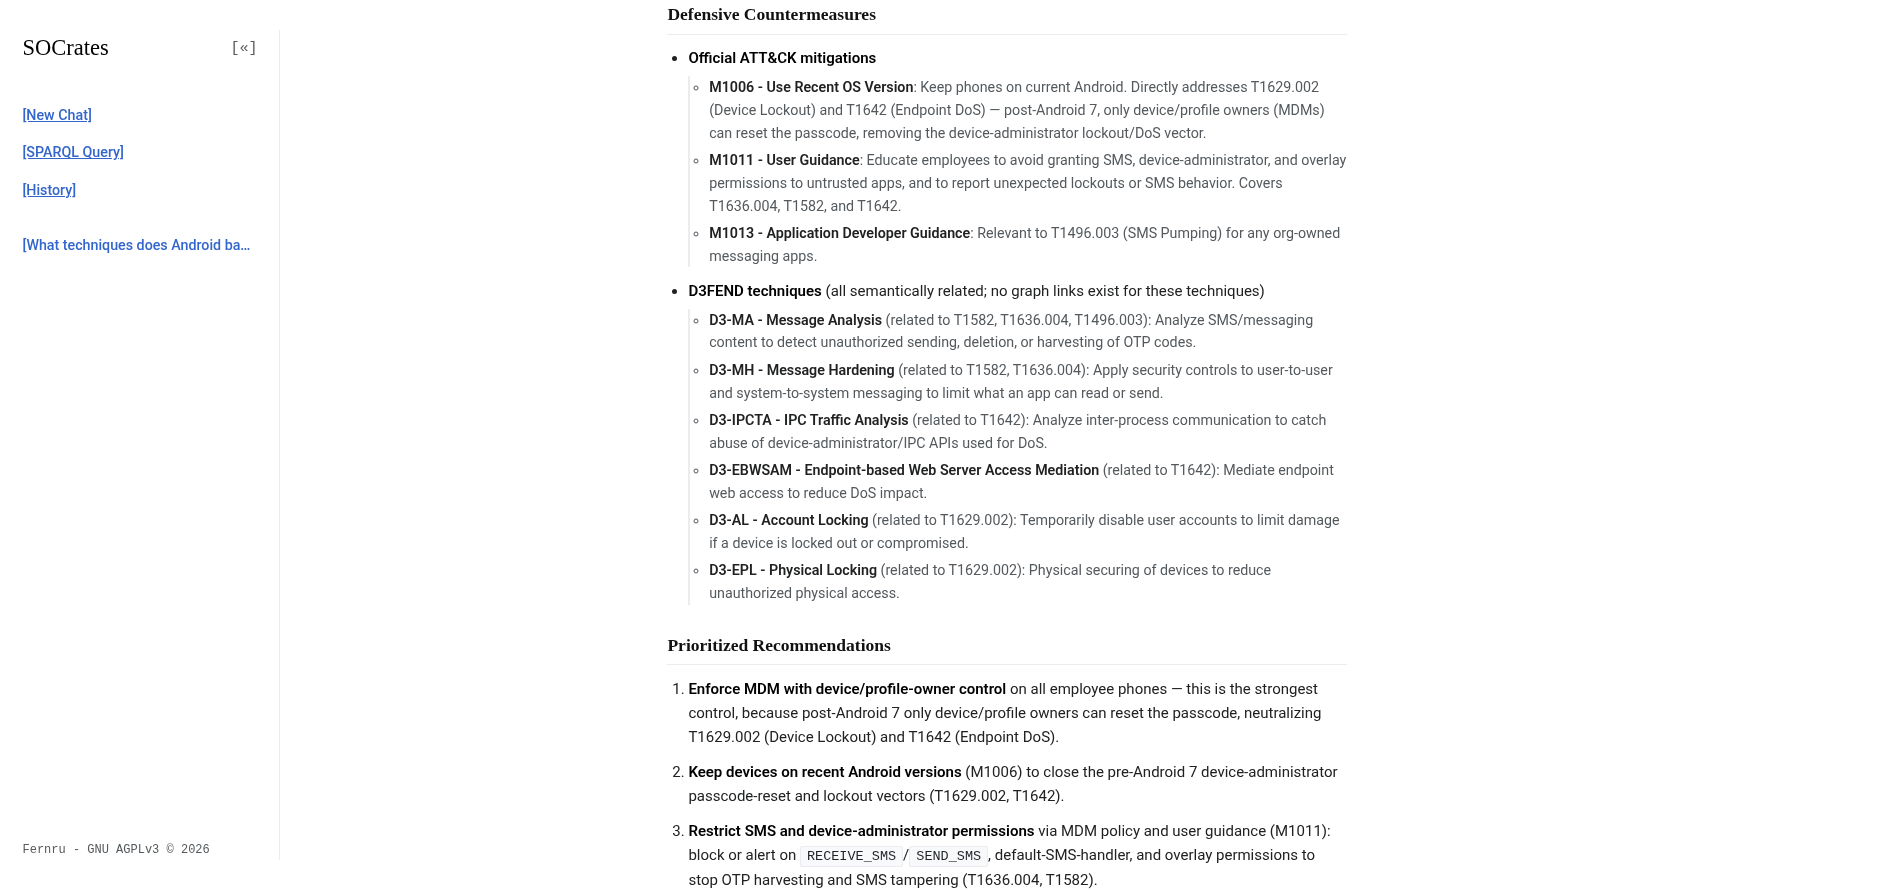 SOCrates
[«]
[New Chat]
[SPARQL Query]
[History]
[What techniques does Android ba…
Fernru - GNU AGPLv3 © 2026
Defensive Countermeasures
Official ATT&CK mitigations
M1006 - Use Recent OS Version: Keep phones on current Android. Directly addresses T1629.002
(Device Lockout) and T1642 (Endpoint DoS) — post-Android 7, only device/profile owners (MDMs)
can reset the passcode, removing the device-administrator lockout/DoS vector.
M1011 - User Guidance: Educate employees to avoid granting SMS, device-administrator, and overlay
permissions to untrusted apps, and to report unexpected lockouts or SMS behavior. Covers
T1636.004, T1582, and T1642.
M1013 - Application Developer Guidance: Relevant to T1496.003 (SMS Pumping) for any org-owned
messaging apps.
D3FEND techniques (all semantically related; no graph links exist for these techniques)
D3-MA - Message Analysis (related to T1582, T1636.004, T1496.003): Analyze SMS/messaging
content to detect unauthorized sending, deletion, or harvesting of OTP codes.
D3-MH - Message Hardening (related to T1582, T1636.004): Apply security controls to user-to-user
and system-to-system messaging to limit what an app can read or send.
D3-IPCTA - IPC Traffic Analysis (related to T1642): Analyze inter-process communication to catch
abuse of device-administrator/IPC APIs used for DoS.
D3-EBWSAM - Endpoint-based Web Server Access Mediation (related to T1642): Mediate endpoint
web access to reduce DoS impact.
D3-AL - Account Locking (related to T1629.002): Temporarily disable user accounts to limit damage
if a device is locked out or compromised.
D3-EPL - Physical Locking (related to T1629.002): Physical securing of devices to reduce
unauthorized physical access.
Prioritized Recommendations
1. Enforce MDM with device/profile-owner control on all employee phones — this is the strongest
control, because post-Android 7 only device/profile owners can reset the passcode, neutralizing
T1629.002 (Device Lockout) and T1642 (Endpoint DoS).
2. Keep devices on recent Android versions (M1006) to close the pre-Android 7 device-administrator
passcode-reset and lockout vectors (T1629.002, T1642).
3. Restrict SMS and device-administrator permissions via MDM policy and user guidance (M1011):
block or alert on RECEIVE_SMS/SEND_SMS, default-SMS-handler, and overlay permissions to
stop OTP harvesting and SMS tampering (T1636.004, T1582).